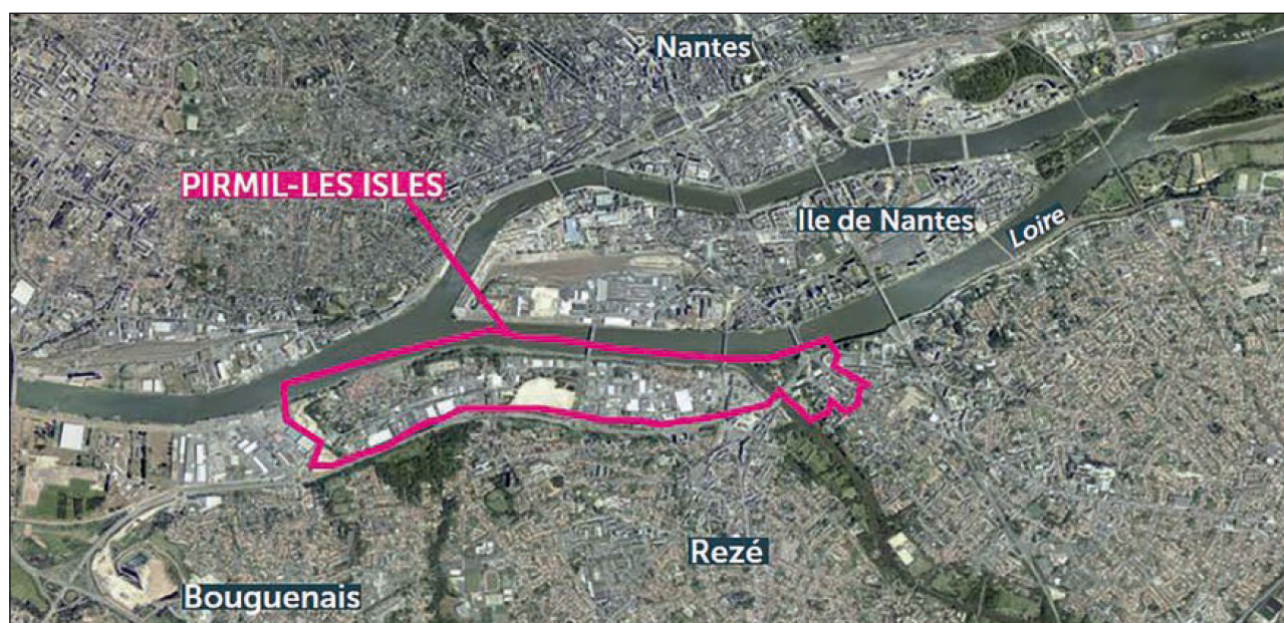 Nantes
PIRMIL-LES ISLES
Ile de Nantes
Loire
Rezé
Bouguenais